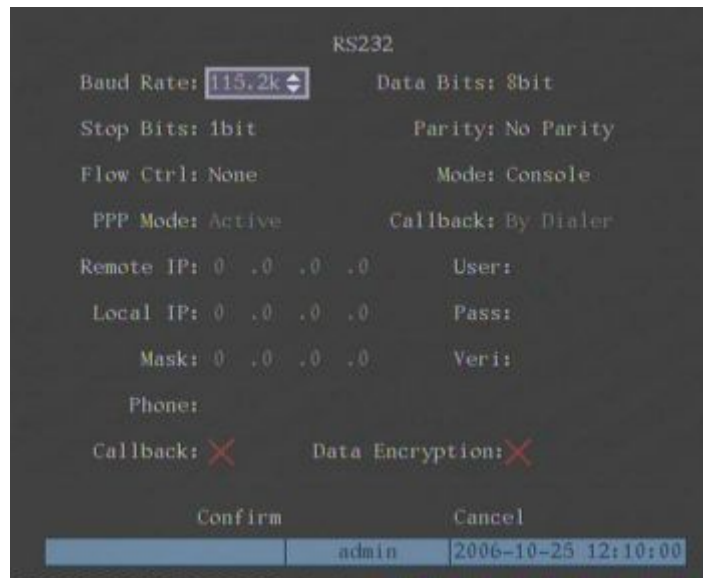 RS232
Baud Rate: 115.2k Data Bits: 8bit
Stop Bits: 1bit Parity: No Parity
Flow Ctrl: None Mode: Console
PPP Mode: Active Callback: By Dialer
Remote IP: 0 .0 .0 .0 User:
Local IP: 0 .0 .0 .0 Pass:
Mask: 0 .0 .0 .0 Veri:
Phone:
Callback: Data Encryption:
Confirm Cancel
admin 2006-10-25 12:10:00